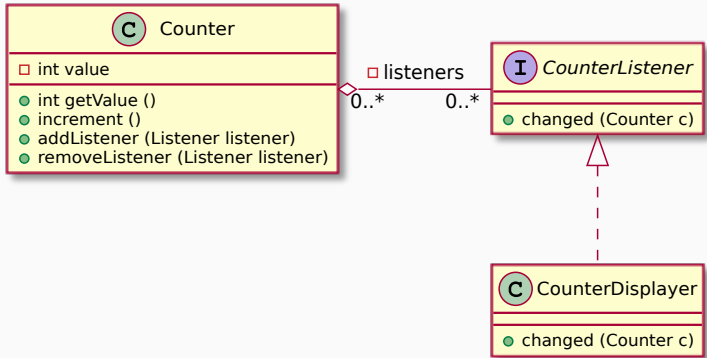 C Counter
int value
int getValue ()
increment ()
addListener (Listener listener)
removeListener (Listener listener)
listeners
0..* 0..*
I CounterListener
changed (Counter c)
C CounterDisplayer
changed (Counter c)